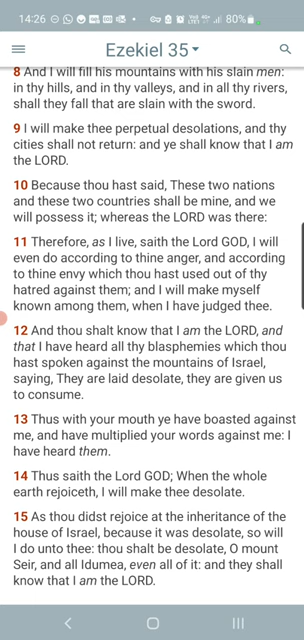 14:26
80%
Ezekiel 35
8 And I will fill his mountains with his slain men:
in thy hills, and in thy valleys, and in all thy rivers,
shall they fall that are slain with the sword.
9 I will make thee perpetual desolations, and thy
cities shall not return: and ye shall know that I am
the LORD.
10 Because thou hast said, These two nations
and these two countries shall be mine, and we
will possess it; whereas the LORD was there:
11 Therefore, as I live, saith the Lord GOD, I will
even do according to thine anger, and according
to thine envy which thou hast used out of thy
hatred against them; and I will make myself
known among them, when I have judged thee.
12 And thou shalt know that I am the LORD, and
that I have heard all thy blasphemies which thou
hast spoken against the mountains of Israel,
saying, They are laid desolate, they are given us
to consume.
13 Thus with your mouth ye have boasted against
me, and have multiplied your words against me: I
have heard them.
14 Thus saith the Lord GOD; When the whole
earth rejoiceth, I will make thee desolate.
15 As thou didst rejoice at the inheritance of the
house of Israel, because it was desolate, so will
I do unto thee: thou shalt be desolate, O mount
Seir, and all Idumea, even all of it: and they shall
know that I am the LORD.